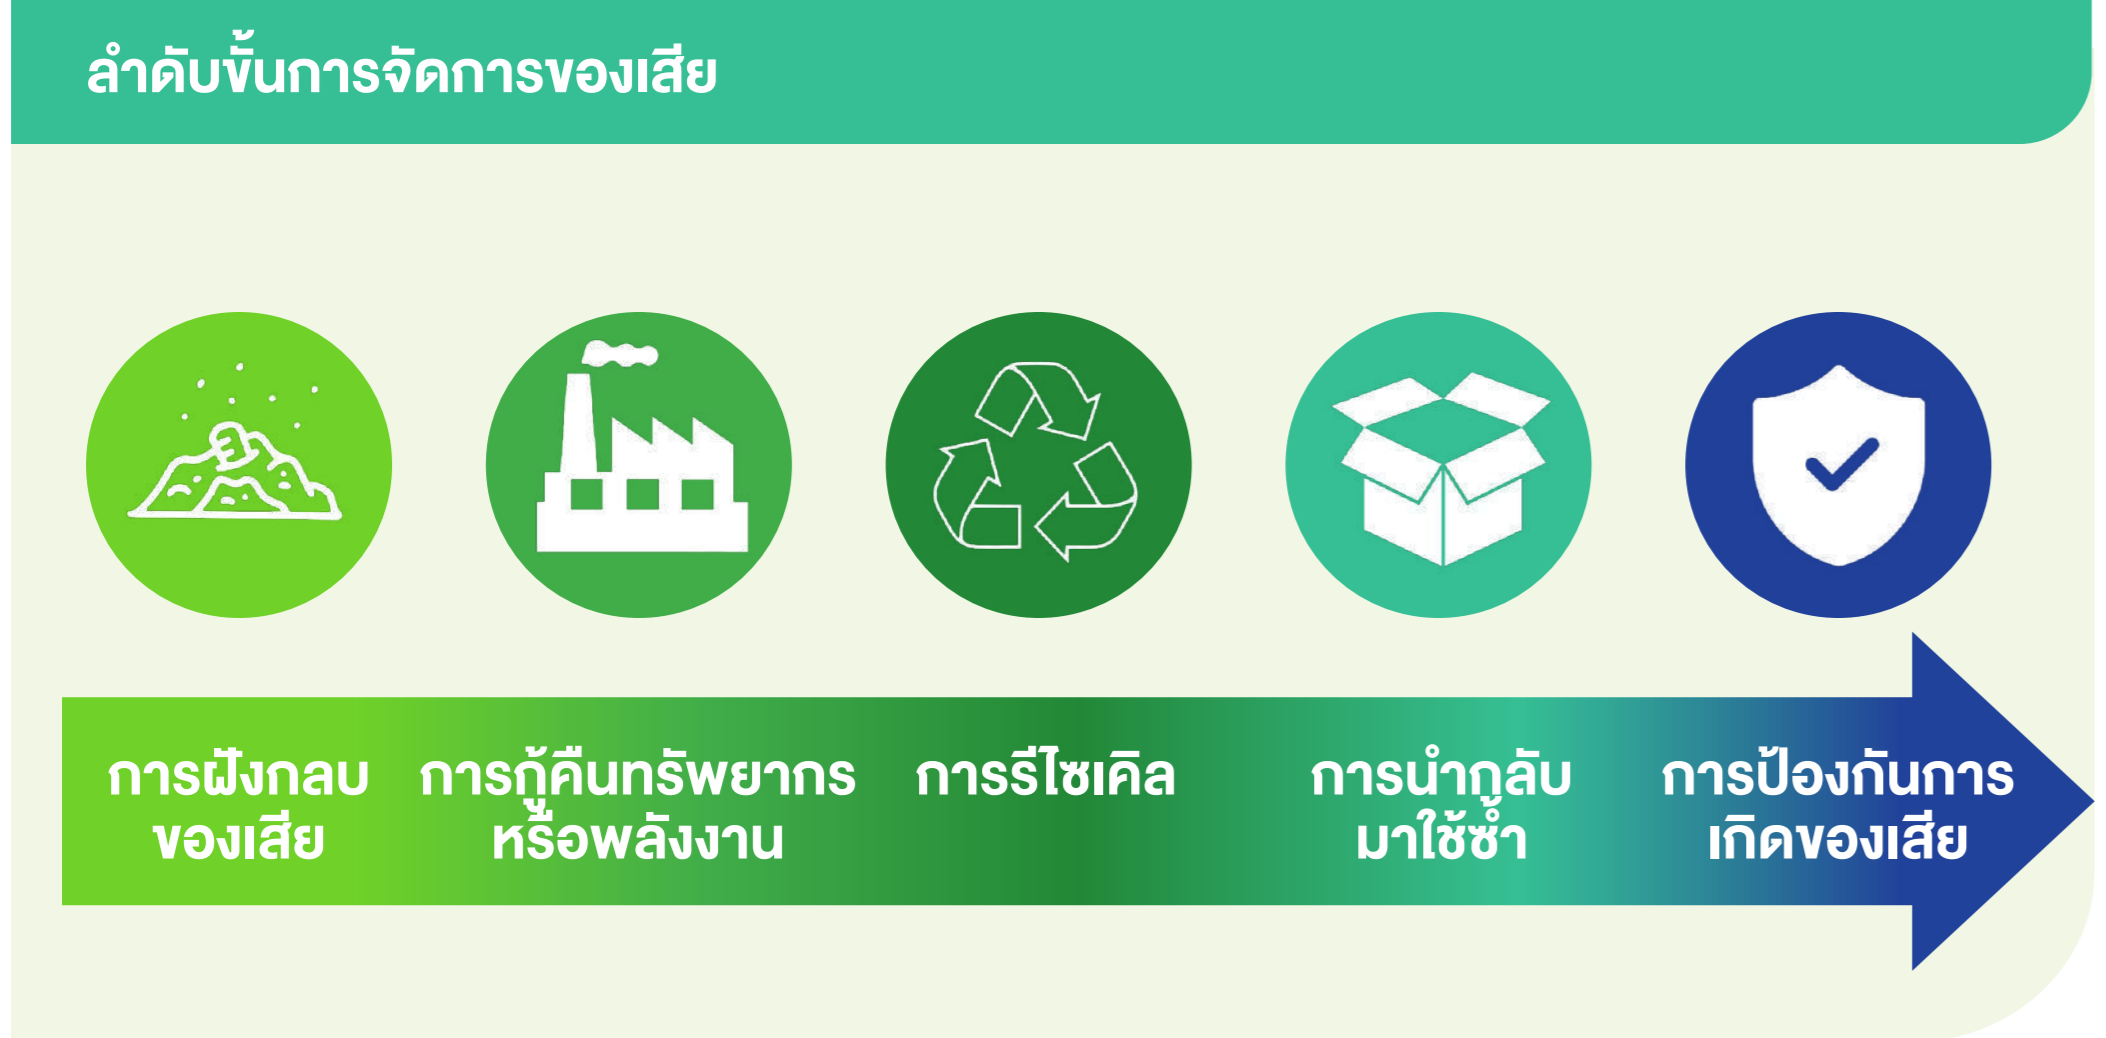 ลำดับขั้นการจัดการของเสีย
การฝังกลบ
ของเสีย
การกู้คืนทรัพยากร
หรือพลังงาน
การรีไซเคิล
การนำกลับ
มาใช้ซ้ำ
การป้องกันการ
เกิดของเสีย